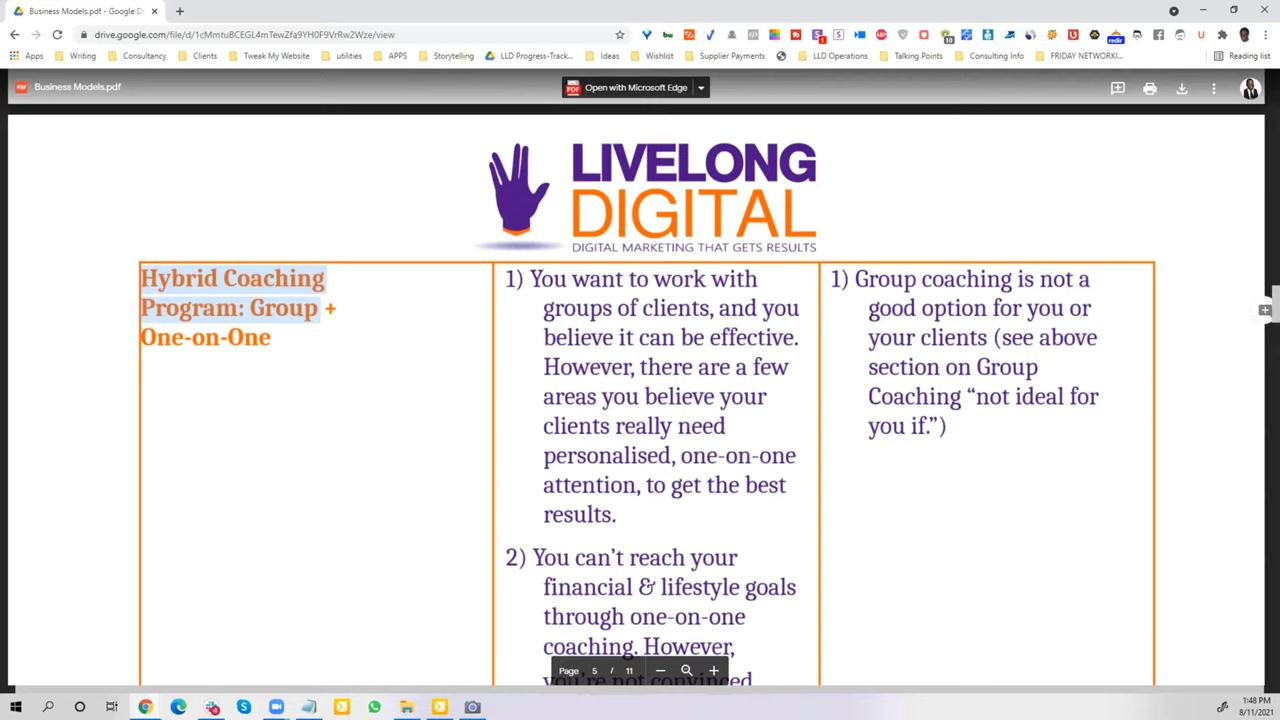 Business Models.pdf - Google D
drive.google.com/file/d/1cMmtuBCEGL4mTewZfa9YH0F9VrRw2Wze/view
Apps
Writing
Consultancy
Clients
Tweak My Website
utilities
APPS
Storytelling
LLD Progress-Track...
Ideas
Wishlist
Supplier Payments
LLD Operations
Talking Points
Consulting Info
FRIDAY NETWORKI...
Reading list
Business Models.pdf
Open with Microsoft Edge
LIVELONG
DIGITAL
DIGITAL MARKETING THAT GETS RESULTS
Hybrid Coaching
Program: Group +
One-on-One
1) You want to work with
groups of clients, and you
believe it can be effective.
However, there are a few
areas you believe your
clients really need
personalised, one-on-one
attention, to get the best
results.
2) You can't reach your
financial & lifestyle goals
through one-on-one
coaching. However,
you're not convinced
1) Group coaching is not a
good option for you or
your clients (see above
section on Group
Coaching “not ideal for
you if.”)
Page 5 / 11
1:48 PM
8/11/2021